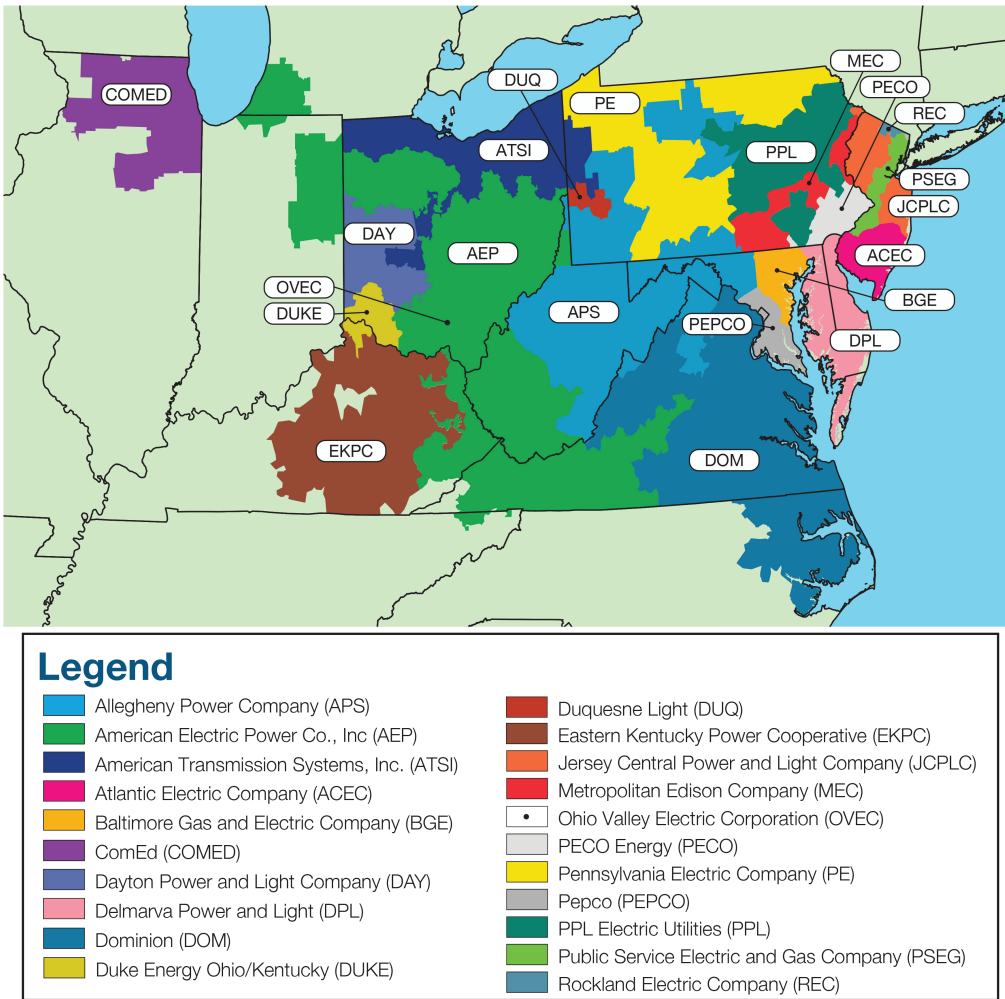 MEC
DUQ
PECO
COMED
PE
REC
ATSI
PPL
PSEG
JCPLC
DAY
AEP
ACEC
OVEC
BGE
DUKE
APS
PEPCO
DPL
EKPC
DOM
Legend
Allegheny Power Company (APS)
American Electric Power Co., Inc (AEP)
American Transmission Systems, Inc. (ATSI)
Atlantic Electric Company (ACEC)
Baltimore Gas and Electric Company (BGE)
ComEd (COMED)
Dayton Power and Light Company (DAY)
Delmarva Power and Light (DPL)
Dominion (DOM)
Duke Energy Ohio/Kentucky (DUKE)
Duquesne Light (DUQ)
Eastern Kentucky Power Cooperative (EKPC)
Jersey Central Power and Light Company (JCPLC)
Metropolitan Edison Company (MEC)
Ohio Valley Electric Corporation (OVEC)
PECO Energy (PECO)
Pennsylvania Electric Company (PE)
Pepco (PEPCO)
PPL Electric Utilities (PPL)
Public Service Electric and Gas Company (PSEG)
Rockland Electric Company (REC)